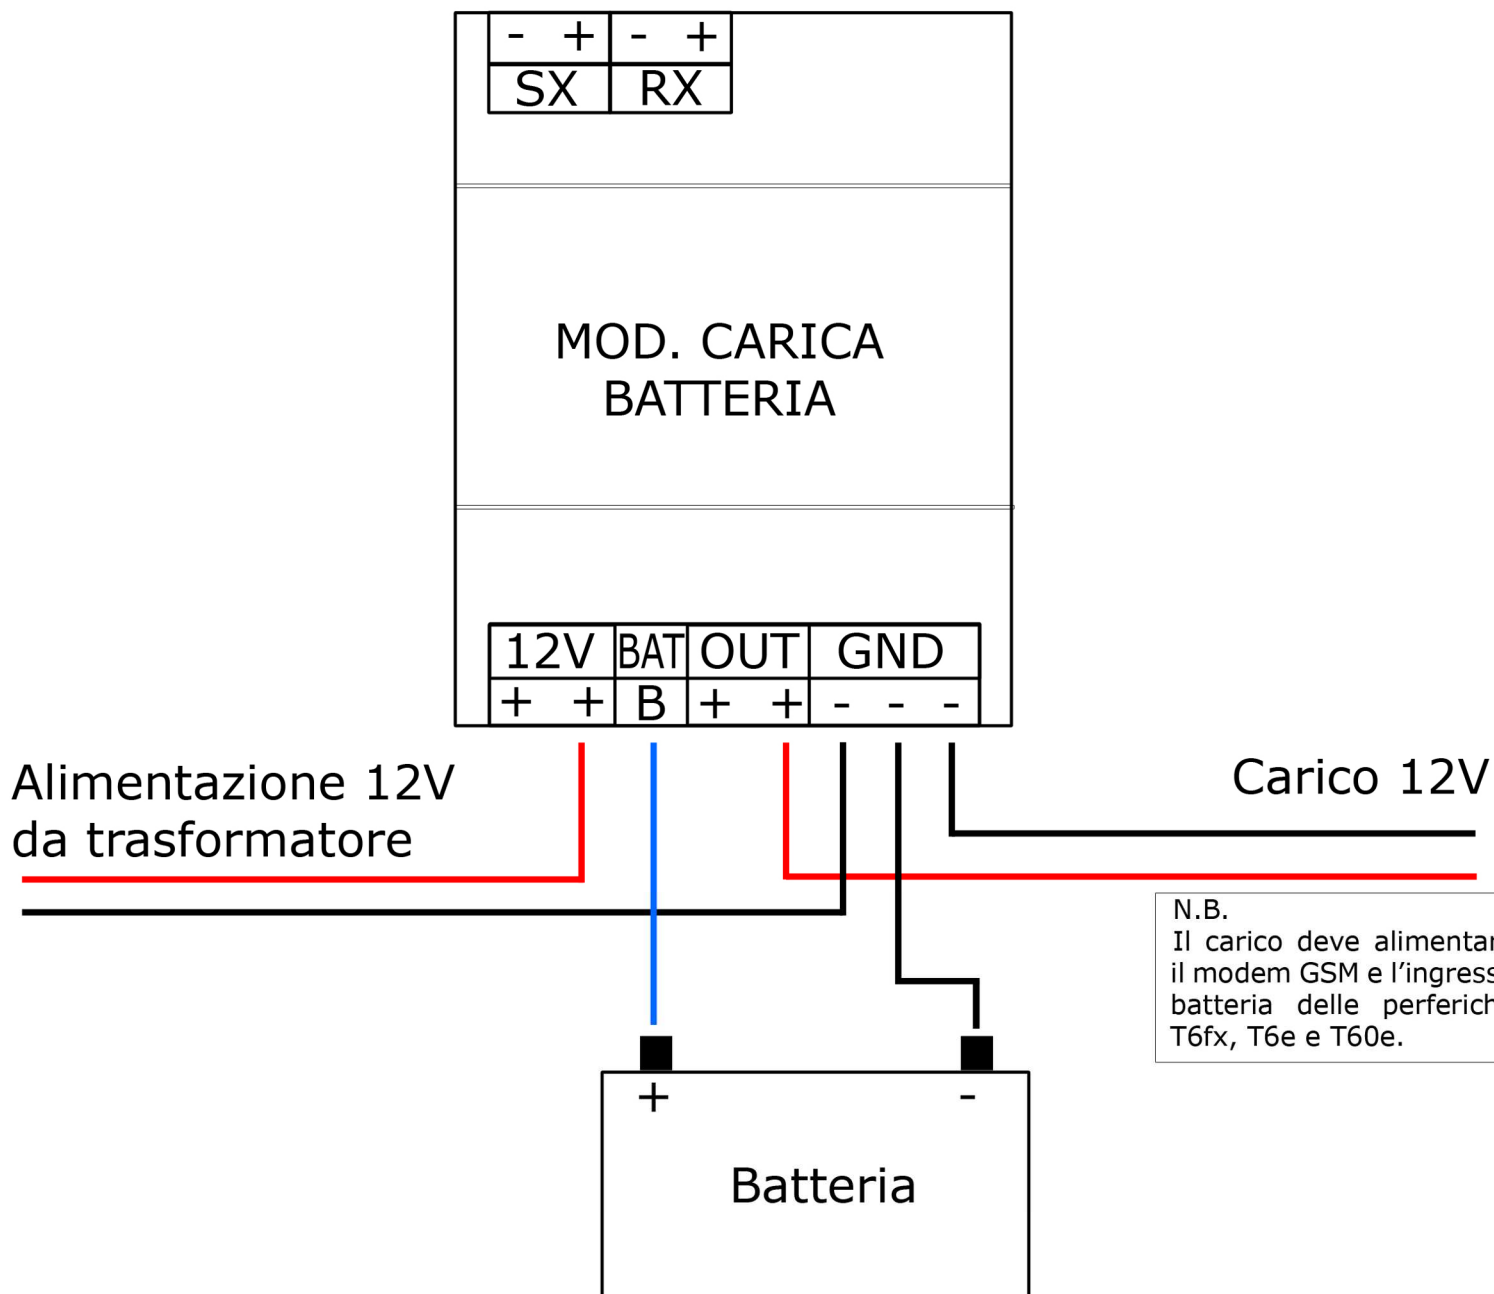 - + - +
SX RX
MOD. CARICA
BATTERIA
12V BAT OUT GND
+ + B + + - - -
Alimentazione 12V
da trasformatore
Carico 12V
N.B.
Il carico deve
il modem GSM e
batteria delle
T6fx, T6e e T60e.
+ -
Batteria